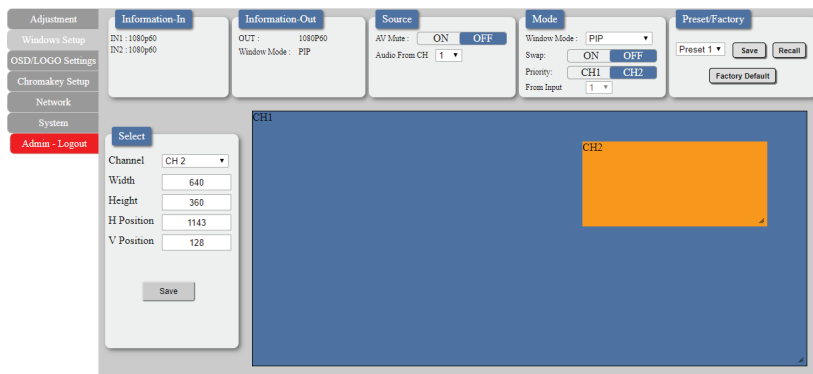 Adjustment
Windows Setup
OSD/LOGO Settings
Chromakey Setup
Network
System
Admin - Logout
Information-In
IN1 : 1080p60
IN2 : 1080p60
Information-Out
OUT : 1080P60
Window Mode : PIP
Source
AV Mute : ON OFF
Audio From CH 1
Mode
Window Mode : PIP
Swap: ON OFF
Priority: CH1 CH2
From Input 1
Preset/Factory
Preset 1 Save Recall
Factory Default
Select
Channel CH 2
Width 640
Height 360
H Position 1143
V Position 128
Save
CH1
CH2